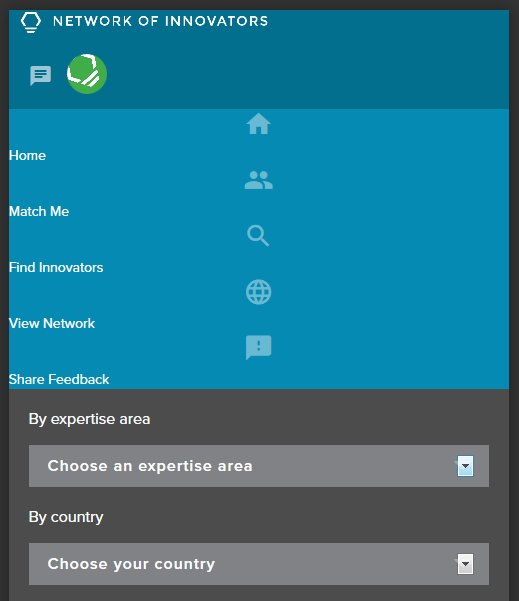 NETWORK OF INNOVATORS
Home
Match Me
Find Innovators
View Network
Share Feedback
By expertise area
Choose an expertise area
By country
Choose your country